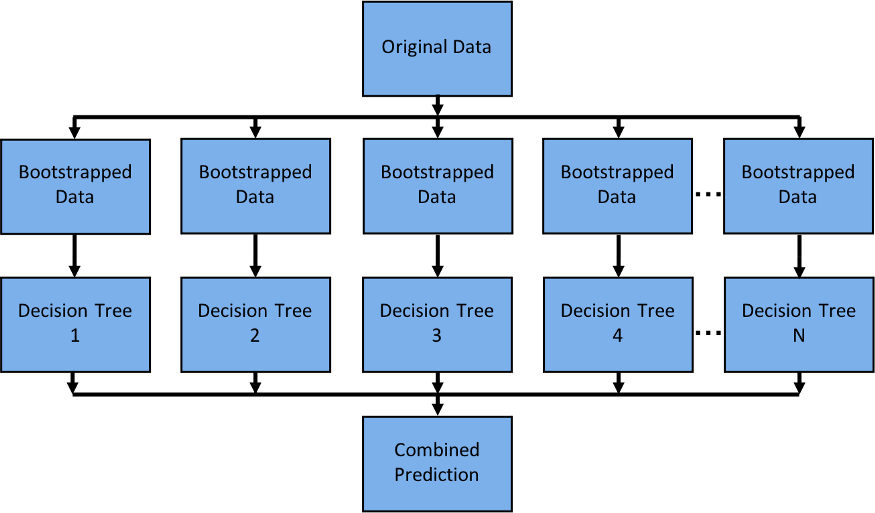 Original Data
Bootstrapped
Data
Bootstrapped
Data
Bootstrapped
Data
Bootstrapped
Data
...
Bootstrapped
Data
Decision Tree
1
Decision Tree
2
Decision Tree
3
Decision Tree
4
...
Decision Tree
N
Combined
Prediction